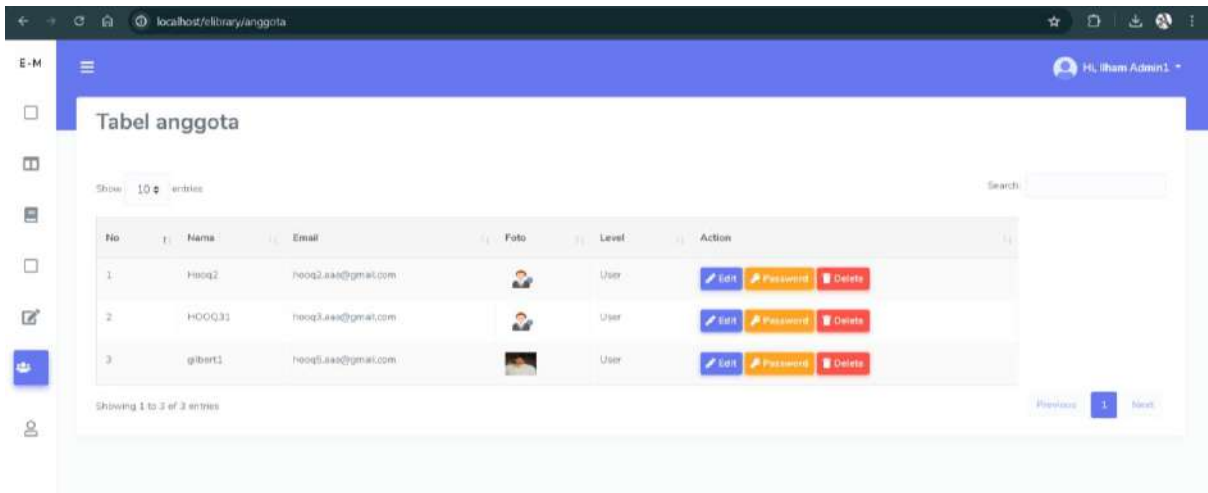 localhost/elibrary/anggota
E-M
Hi, Ilham Admin1
Tabel anggota
Show 10 entries
Search:
No Nama Email Foto Level Action
1 Hooq2 hooq2.aaa@gmail.com User Edit Password Delete
2 HOOQ31 hooq3.aaa@gmail.com User Edit Password Delete
3 gilbert1 hooq5.aaa@gmail.com User Edit Password Delete
Showing 1 to 3 of 3 entries
Previous 1 Next